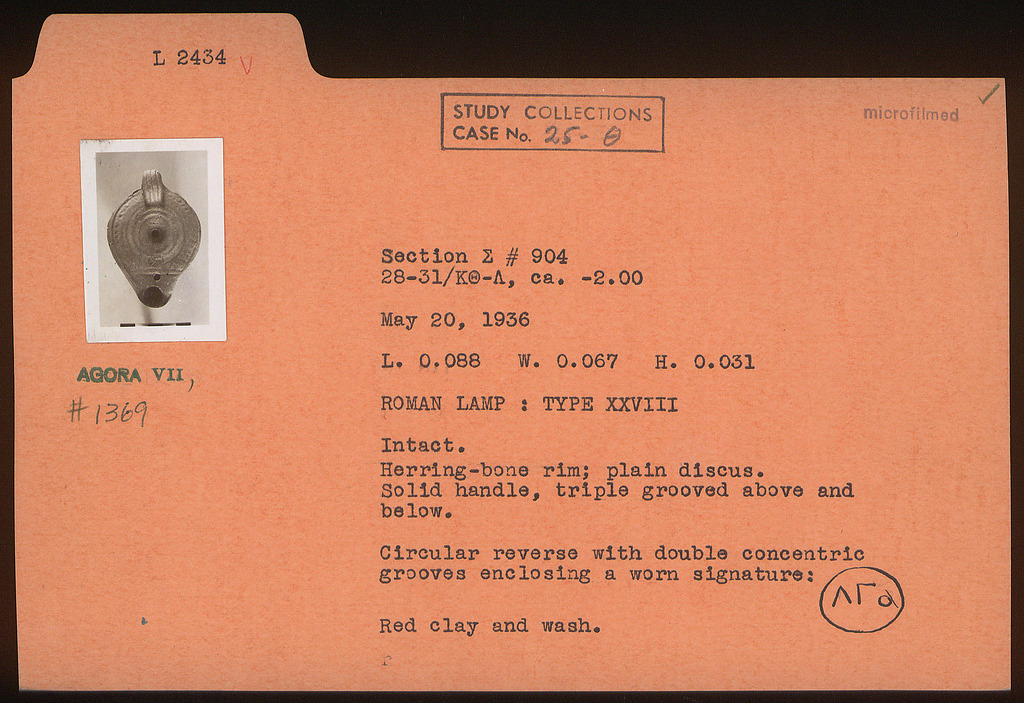 L 2434 V
STUDY COLLECTIONS
CASE No. 25-Θ
microfilmed
Section Σ # 904
28-31/ΚΘ-Λ, ca. -2.00
May 20, 1936
L. 0.088 W. 0.067 H. 0.031
AGORA VII,
#1369
ROMAN LAMP : TYPE XXVIII
Intact.
Herring-bone rim; plain discus.
Solid handle, triple grooved above and
below.
Circular reverse with double concentric
grooves enclosing a worn signature:
Red clay and wash.